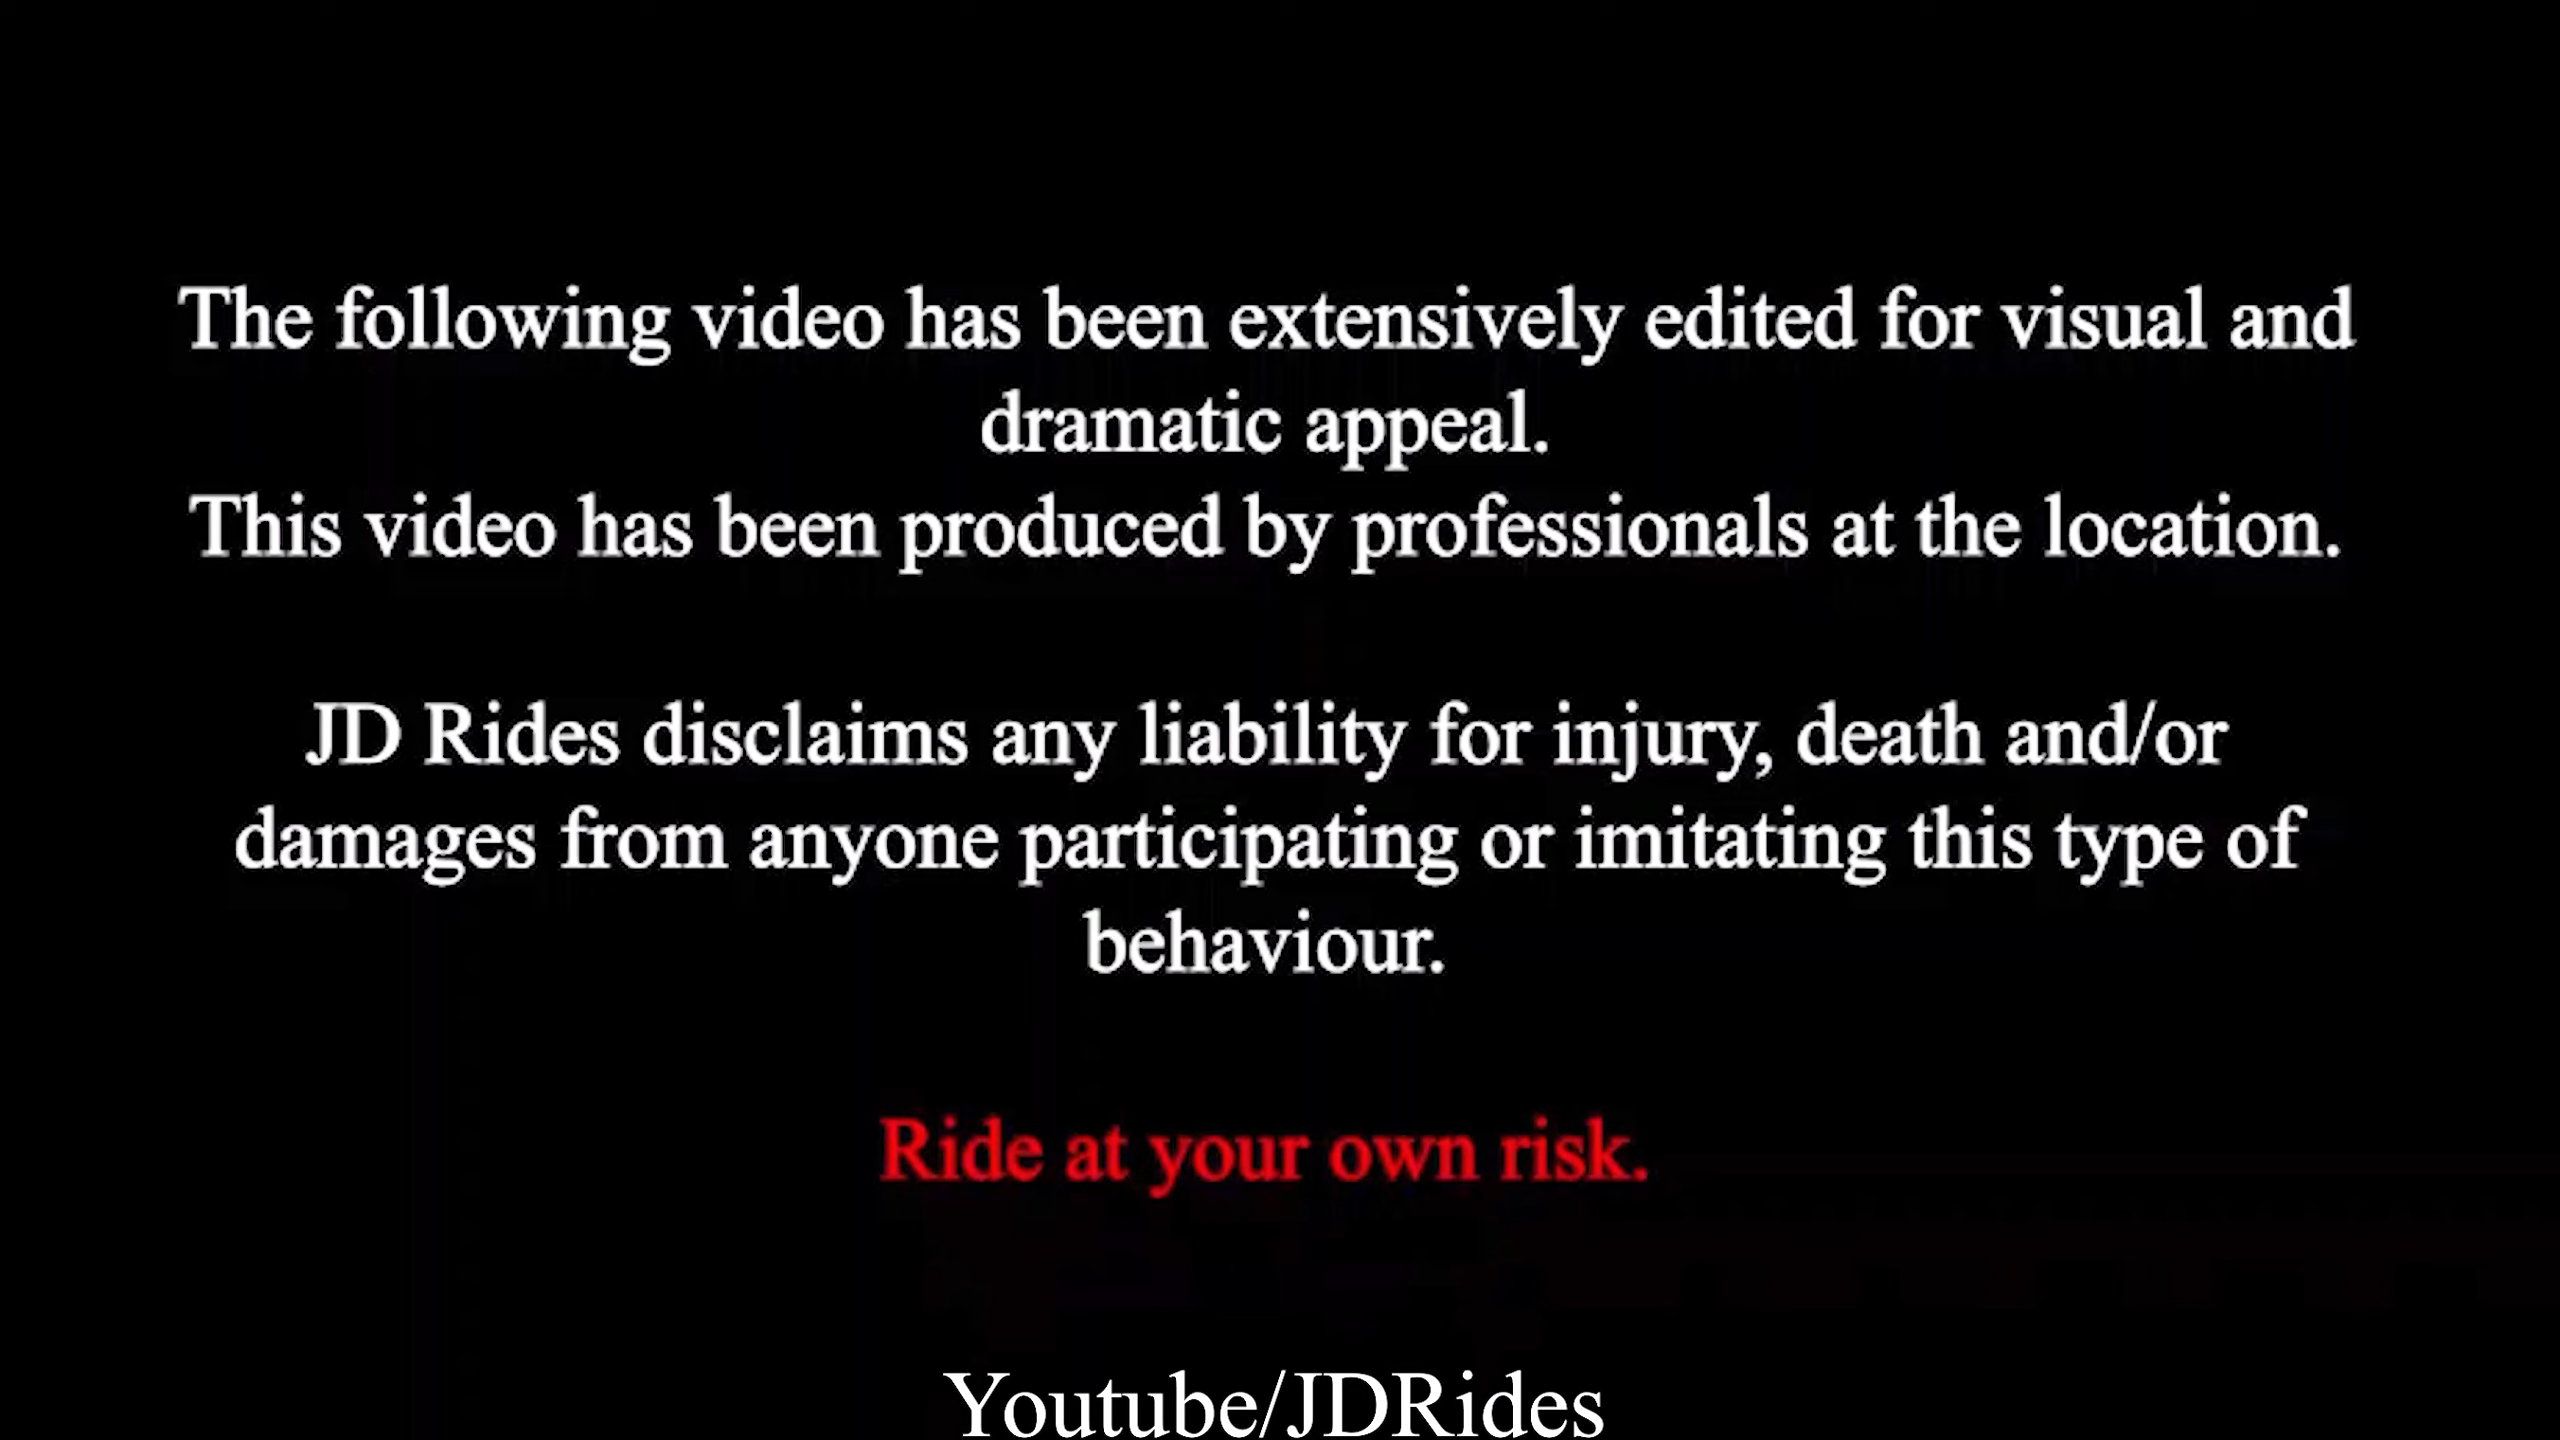 The following video has been extensively edited for visual and
dramatic appeal.
This video has been produced by professionals at the location.
JD Rides disclaims any liability for injury, death and/or
damages from anyone participating or imitating this type of
behaviour.
Ride at your own risk.
Youtube/JDRides